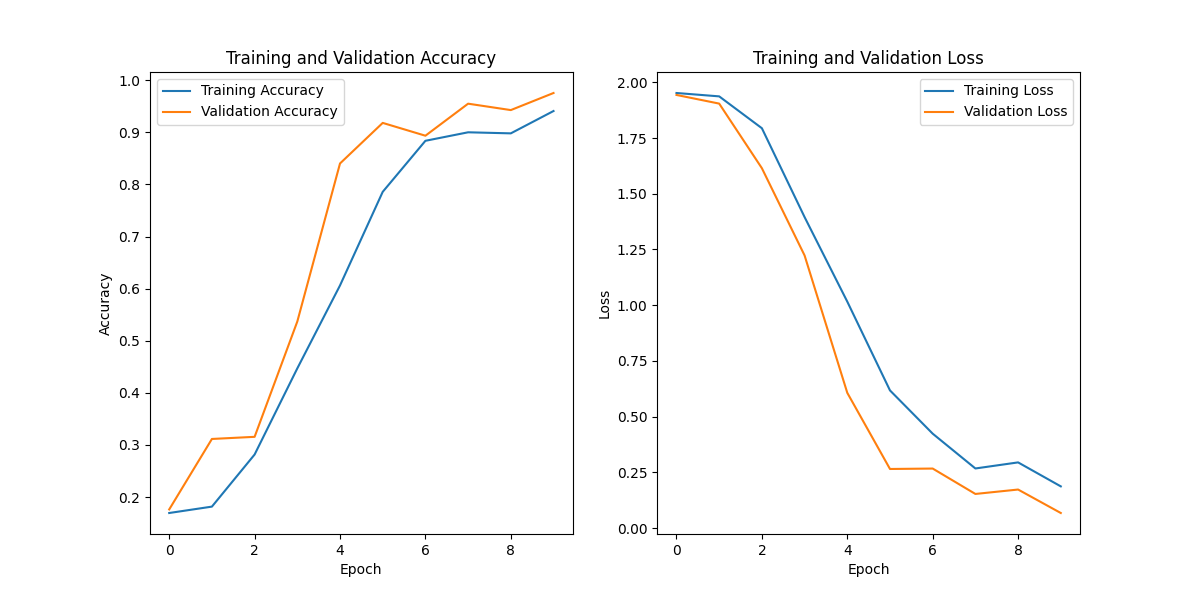 Training and Validation Accuracy
Training Accuracy
Validation Accuracy
1.0
0.9
0.8
0.7
0.6
0.5
0.4
0.3
0.2
Accuracy
0 2 4 6 8
Epoch
Training and Validation Loss
Training Loss
Validation Loss
2.00
1.75
1.50
1.25
1.00
0.75
0.50
0.25
0.00
Loss
0 2 4 6 8
Epoch